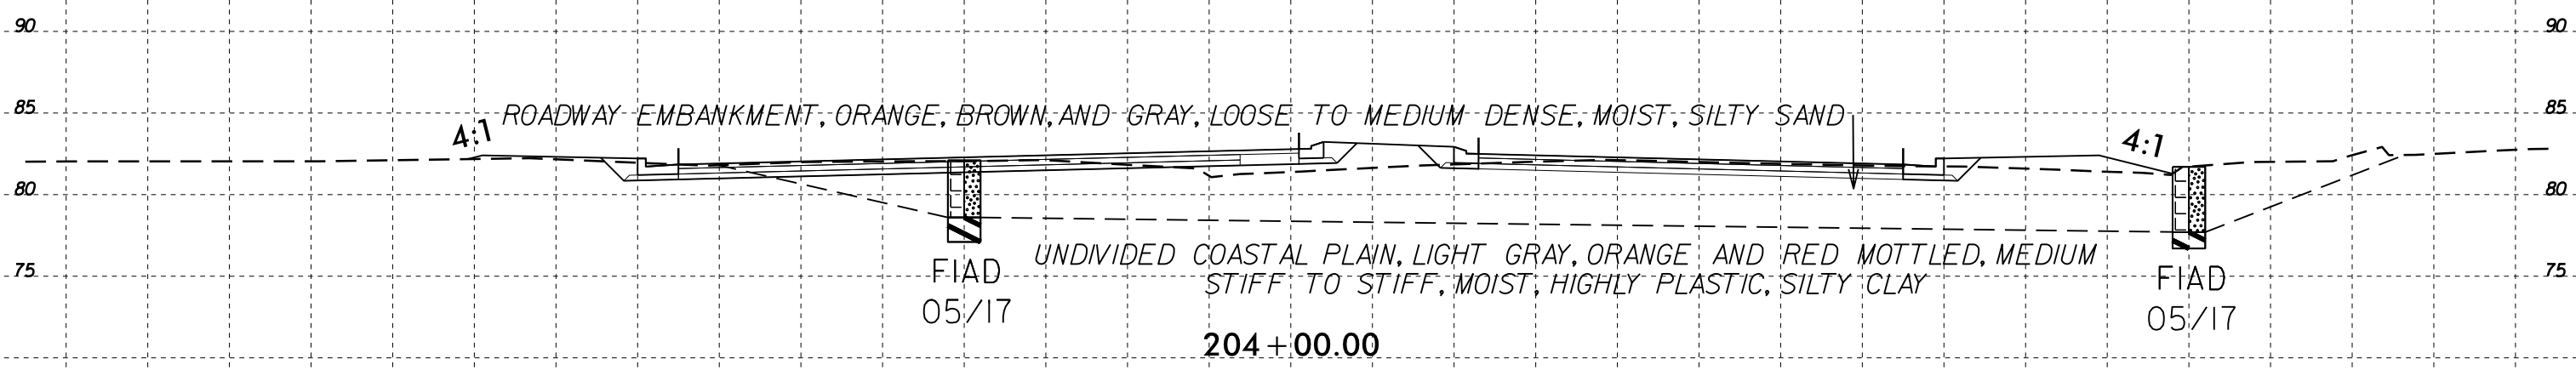 90 90
85 85
ROADWAY EMBANKMENT, ORANGE, BROWN, AND GRAY, LOOSE TO MEDIUM DENSE, MOIST, SILTY SAND
4:1 4:1
80 80
UNDIVIDED COASTAL PLAIN, LIGHT GRAY, ORANGE AND RED MOTTLED, MEDIUM
STIFF TO STIFF, MOIST, HIGHLY PLASTIC, SILTY CLAY
75 75
FIAD FIAD
05/17 05/17
204+00.00